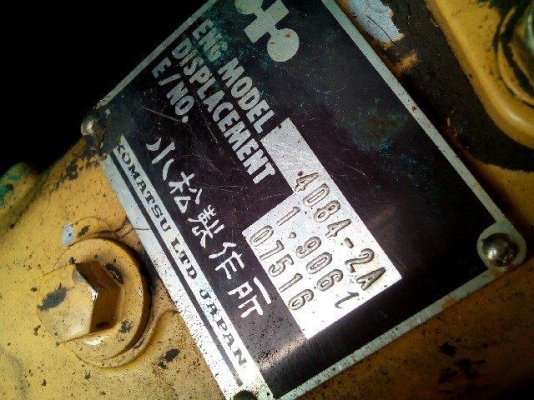 ENG MODEL 4D84-2A
DISPLACEMENT 1.906ℓ
E/NO. 07516
小松製作所
KOMATSU LTD JAPAN